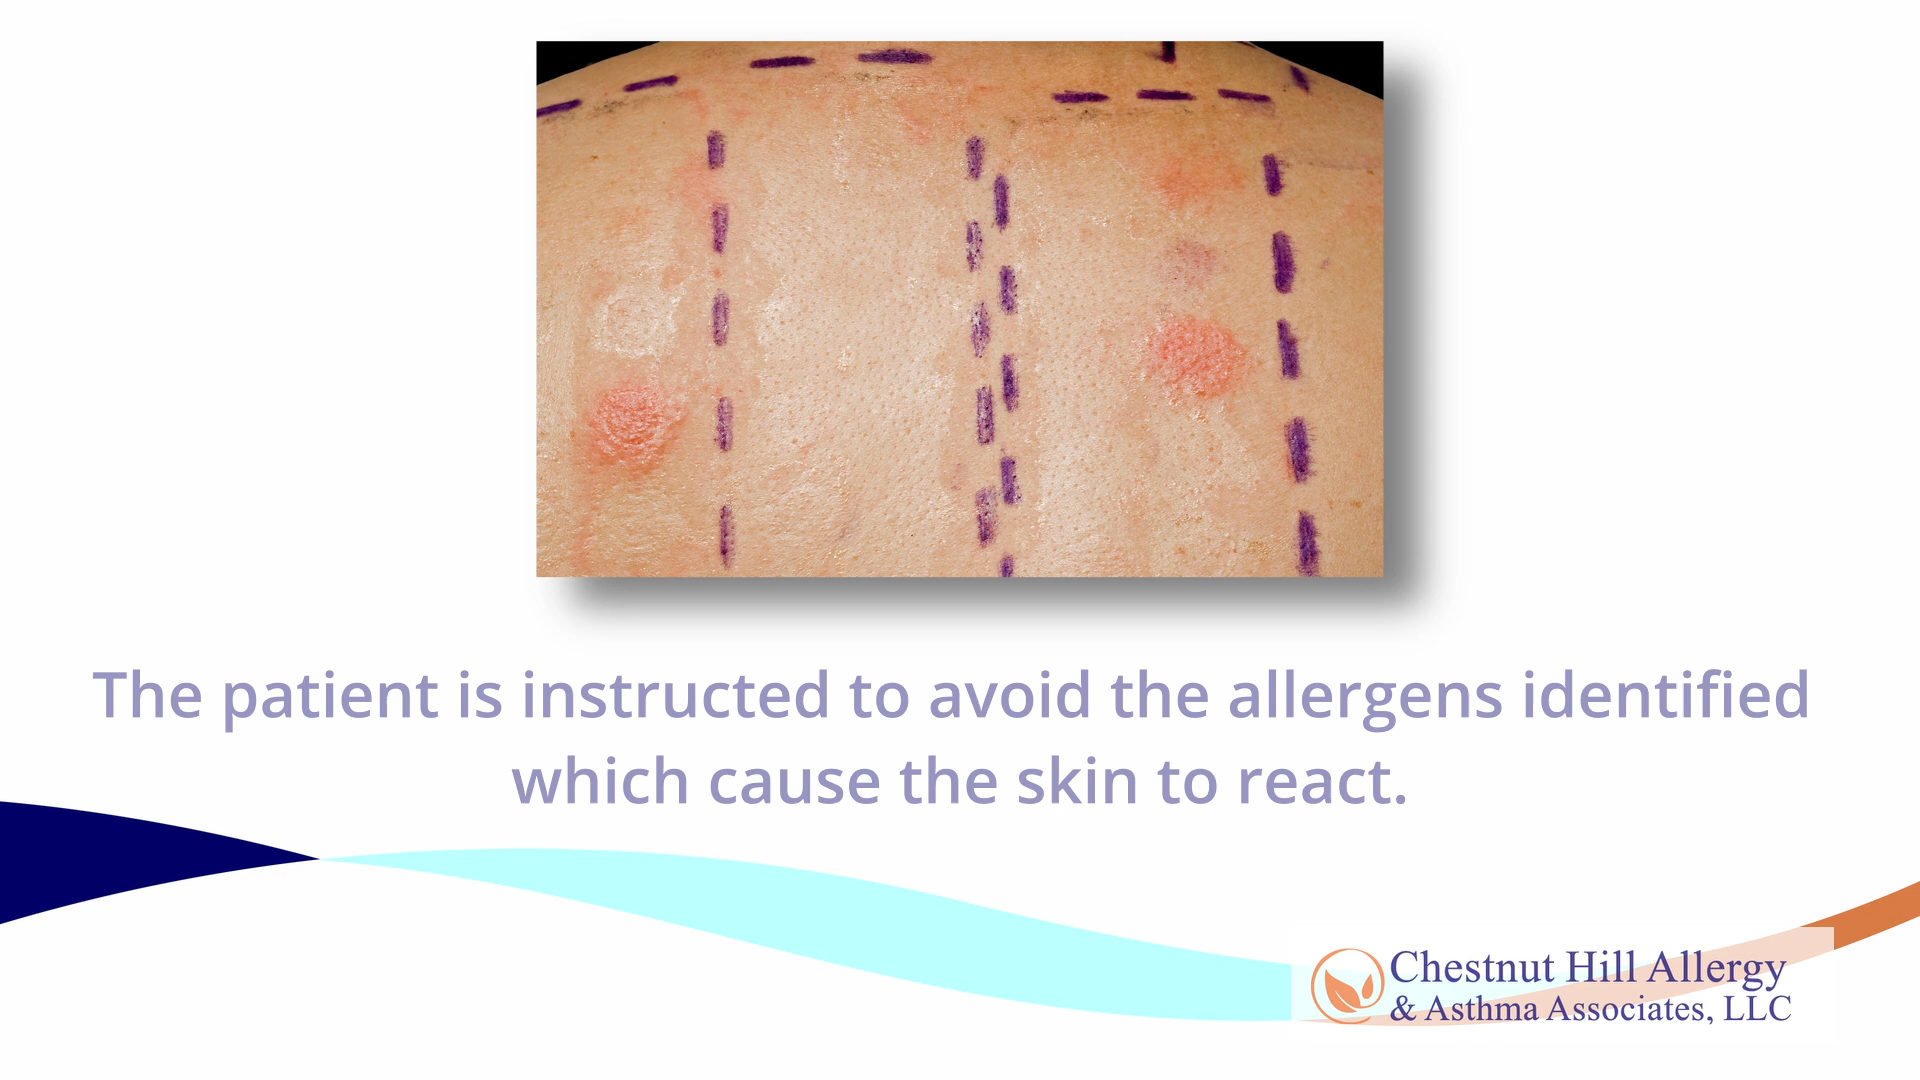 The patient is instructed to avoid the allergens identified
which cause the skin to react.
Chestnut Hill Allergy
& Asthma Associates, LLC